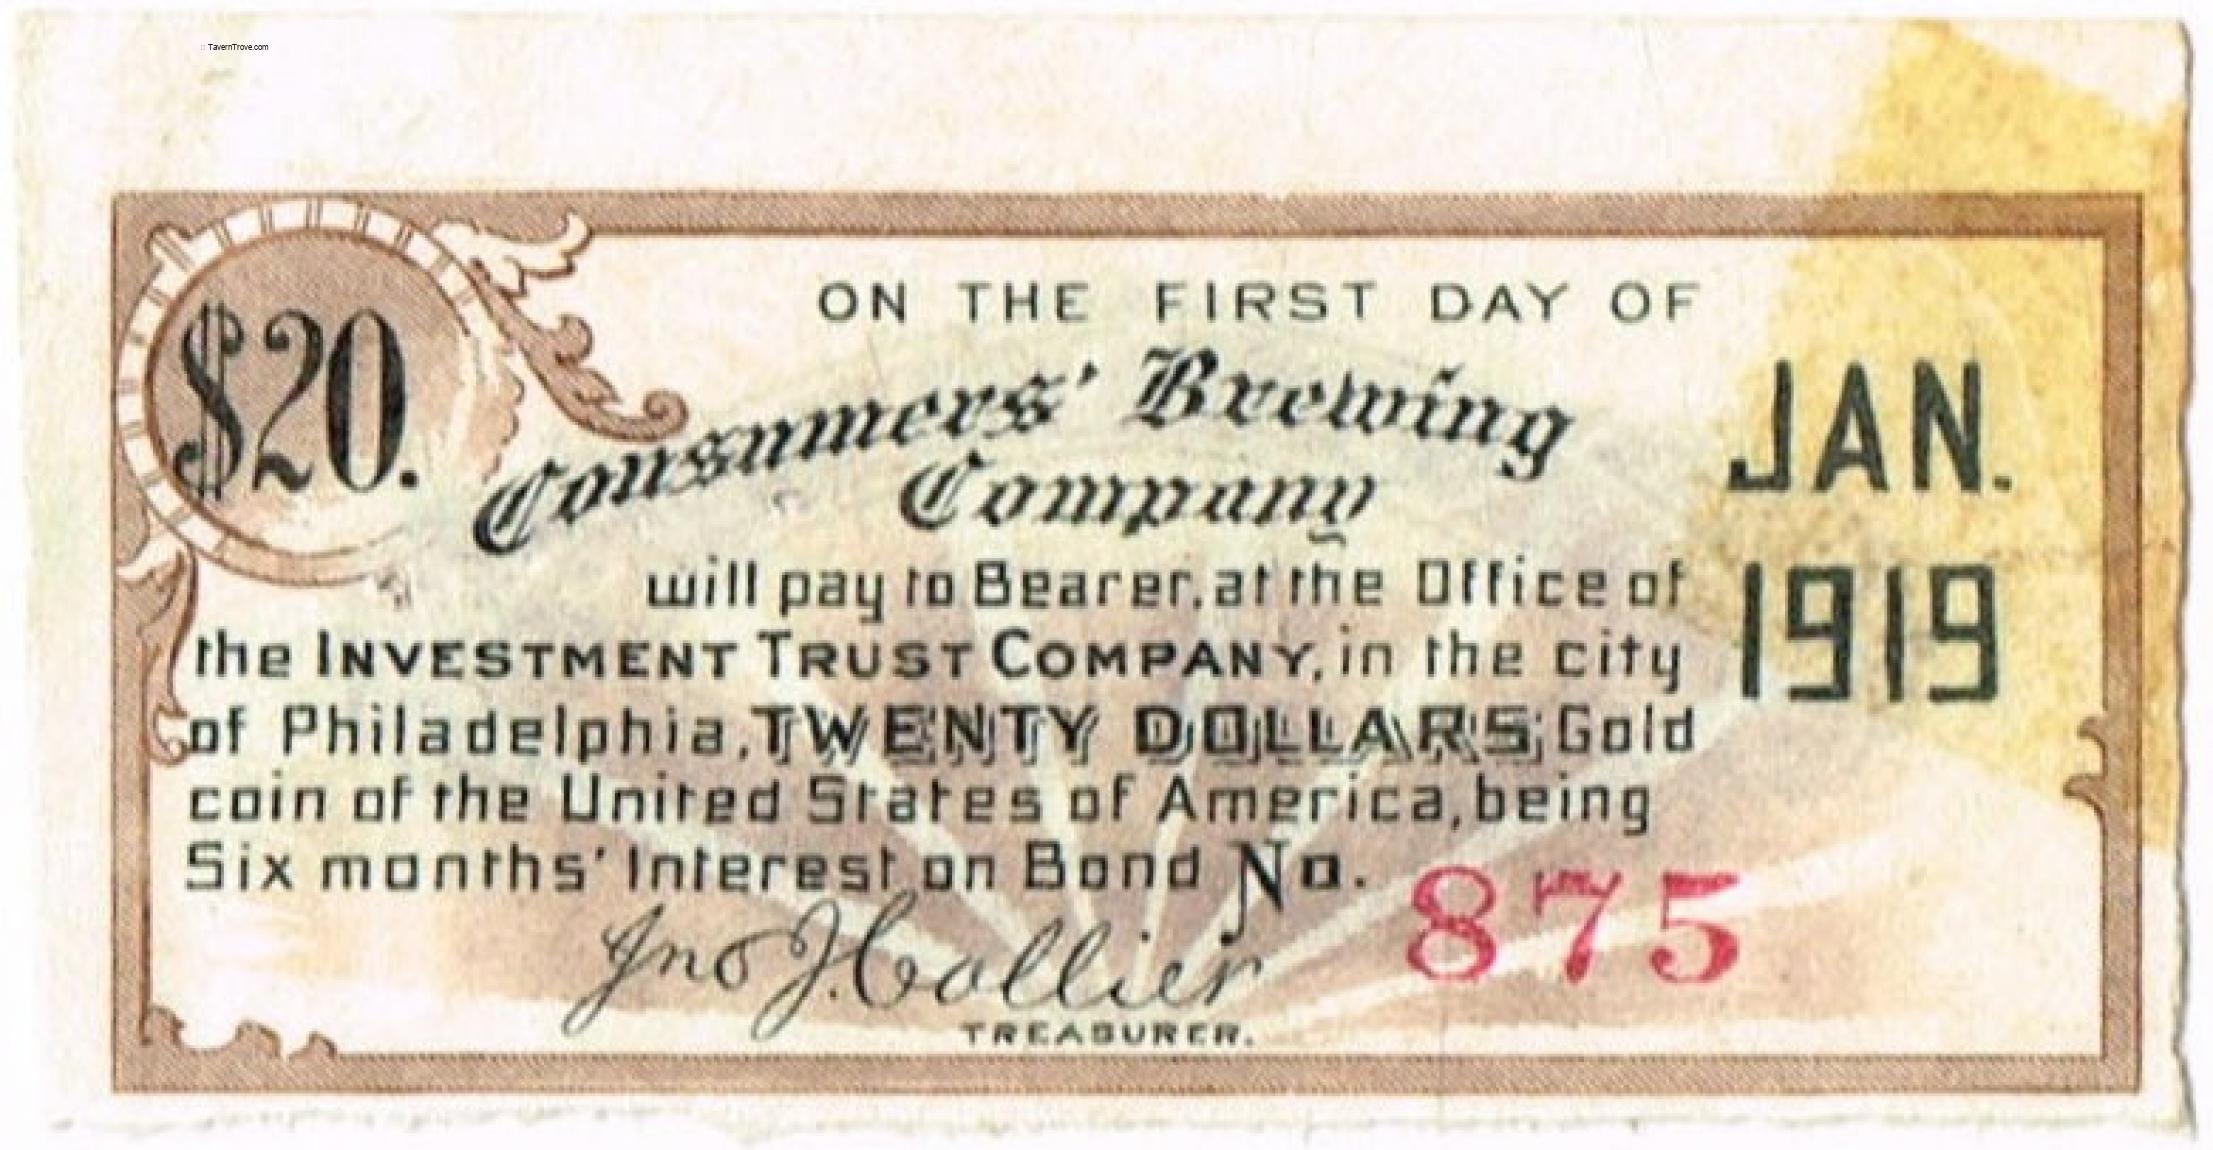 :: TavernTrove.com
$20.
ON THE FIRST DAY OF
Consumers' Brewing
Company
JAN.
1919
will pay to Bearer, at the Office of
the INVESTMENT TRUST COMPANY, in the city
of Philadelphia, TWENTY DOLLARS Gold
coin of the United States of America, being
Six months' Interest on Bond No. 875
Jno J. Collier
TREASURER.